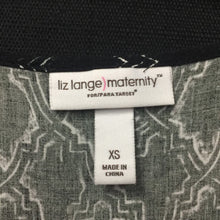 liz lange) maternity™
FOR/PARA TARGET®
XS
MADE IN
CHINA